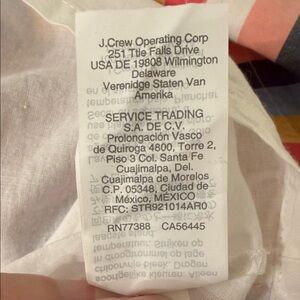 J.Crew Operating Corp
251 Ttle Falls Drive
USA DE 19808 Wilmington
Delaware
Verenidge Staten Van
Amerika
SERVICE TRADING
S.A. DE C.V.
Prolongación Vasco
de Quiroga 4800, Torre 2,
Piso 3 Col. Santa Fe
Cuajimalpa, Del.
Cuajimalpa de Morelos,
C.P. 05348, Ciudad de
México, MÉXICO
RFC: STR921014AR0
RN77388 CA56445